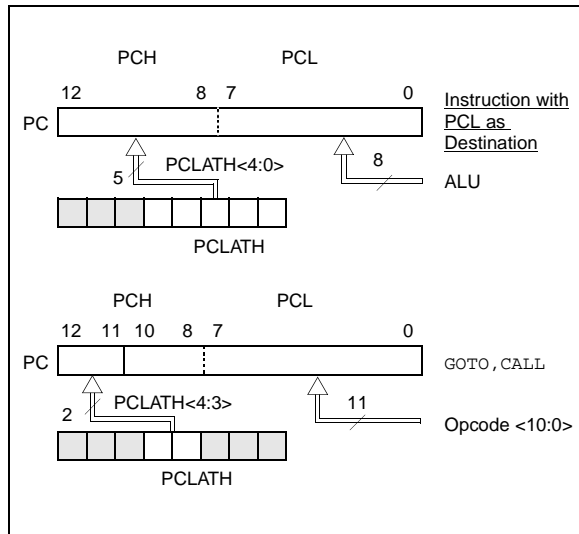 PCH PCL
12 8 7 0
PC
Instruction with
PCL as
Destination
5 PCLATH<4:0> 8
ALU
PCLATH
PCH PCL
12 11 10 8 7 0
PC GOTO,CALL
2 PCLATH<4:3> 11
Opcode <10:0>
PCLATH